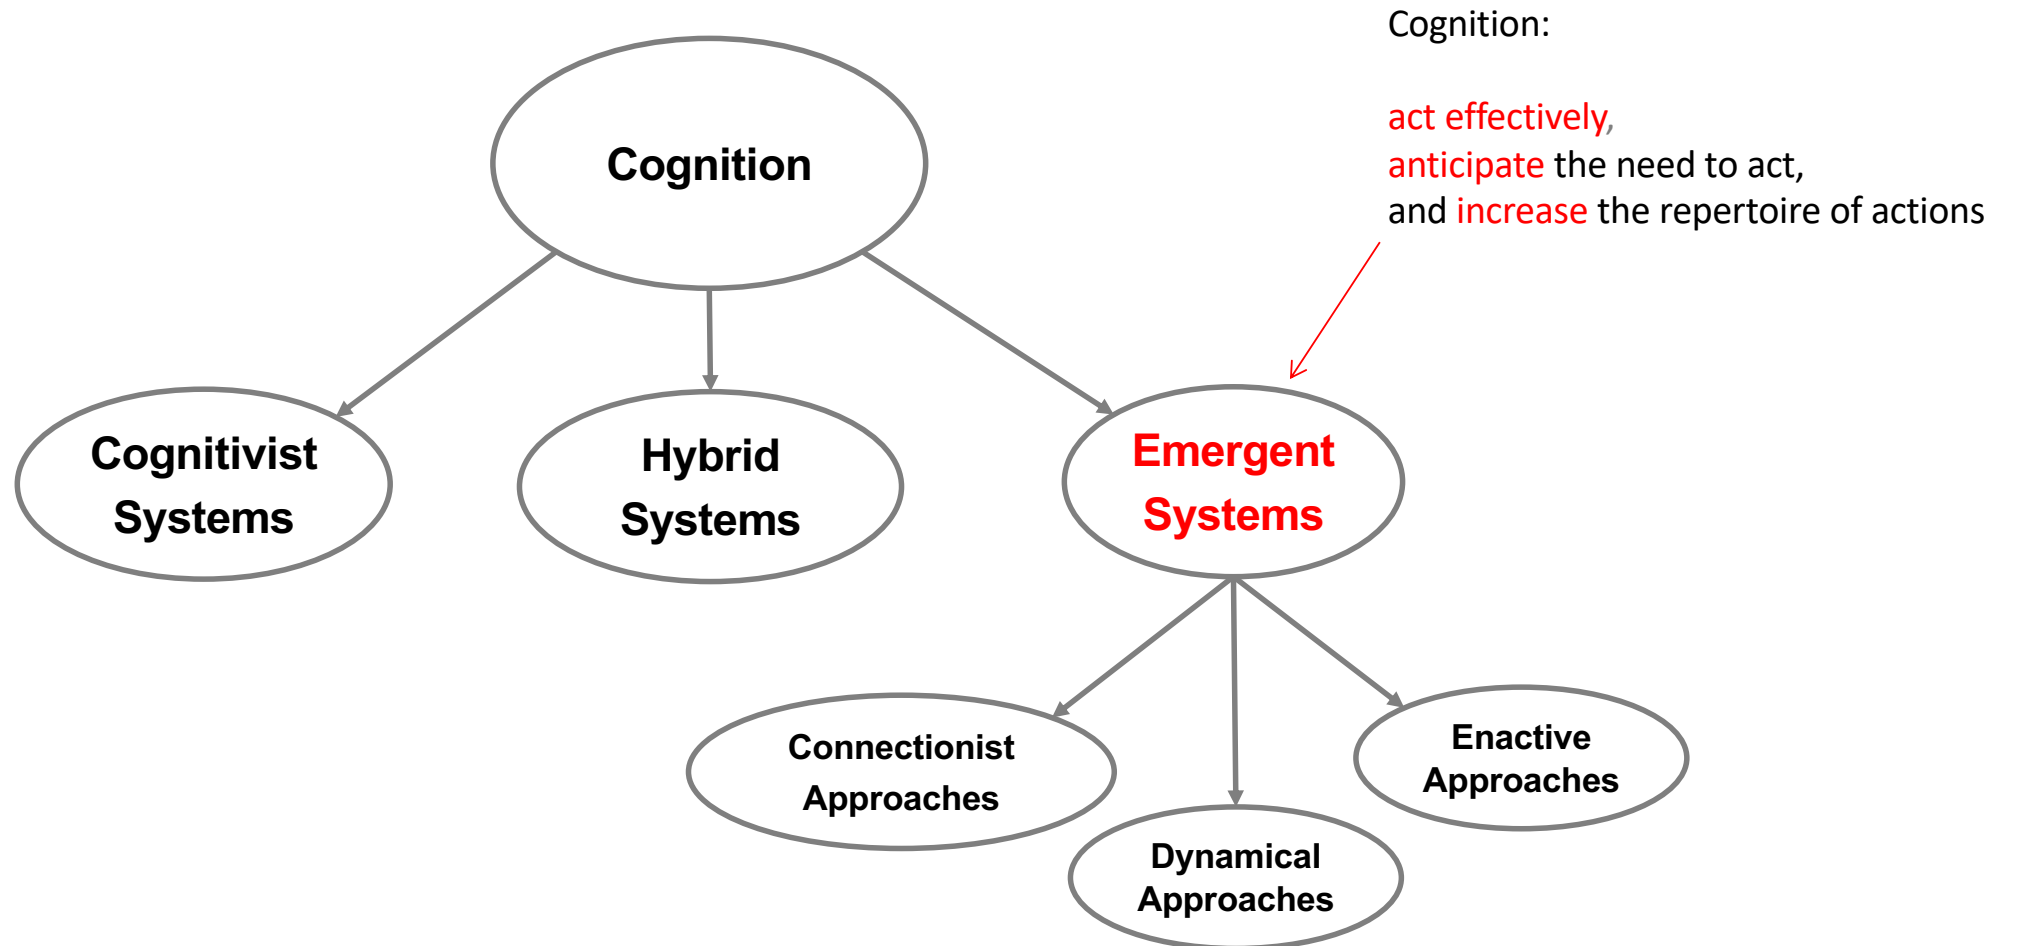 Cognition:
act effectively,
anticipate the need to act,
and increase the repertoire of actions
Cognition
Cognitivist
Systems
Hybrid
Systems
Emergent
Systems
Connectionist
Approaches
Dynamical
Approaches
Enactive
Approaches